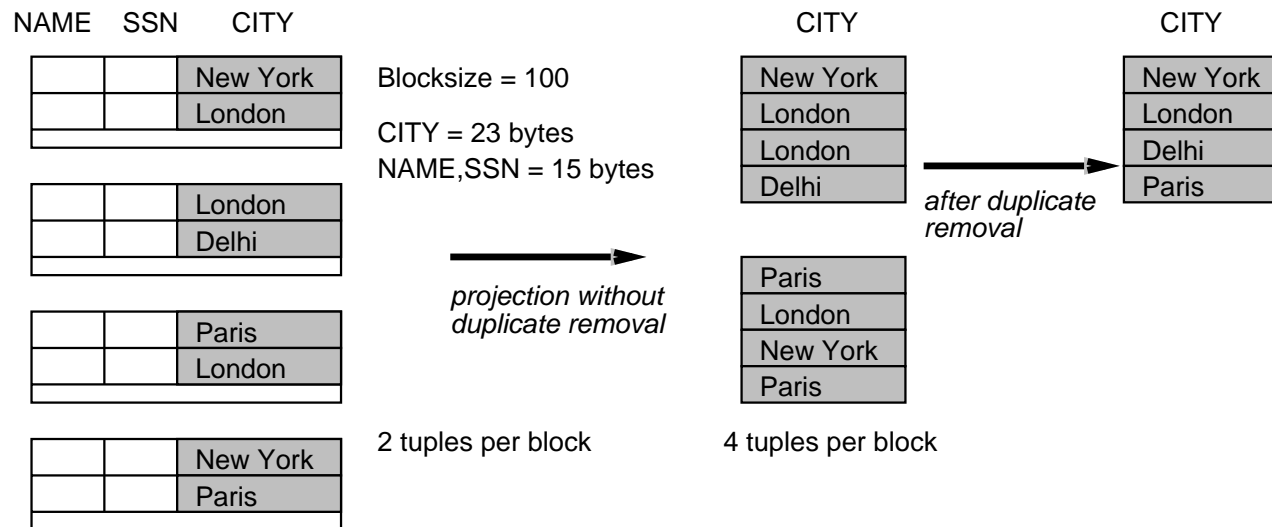 NAME SSN CITY
New York
London
London
Delhi
Paris
London
New York
Paris
Blocksize = 100
CITY = 23 bytes
NAME,SSN = 15 bytes
projection without
duplicate removal
2 tuples per block
CITY
New York
London
London
Delhi
Paris
London
New York
Paris
4 tuples per block
after duplicate
removal
CITY
New York
London
Delhi
Paris